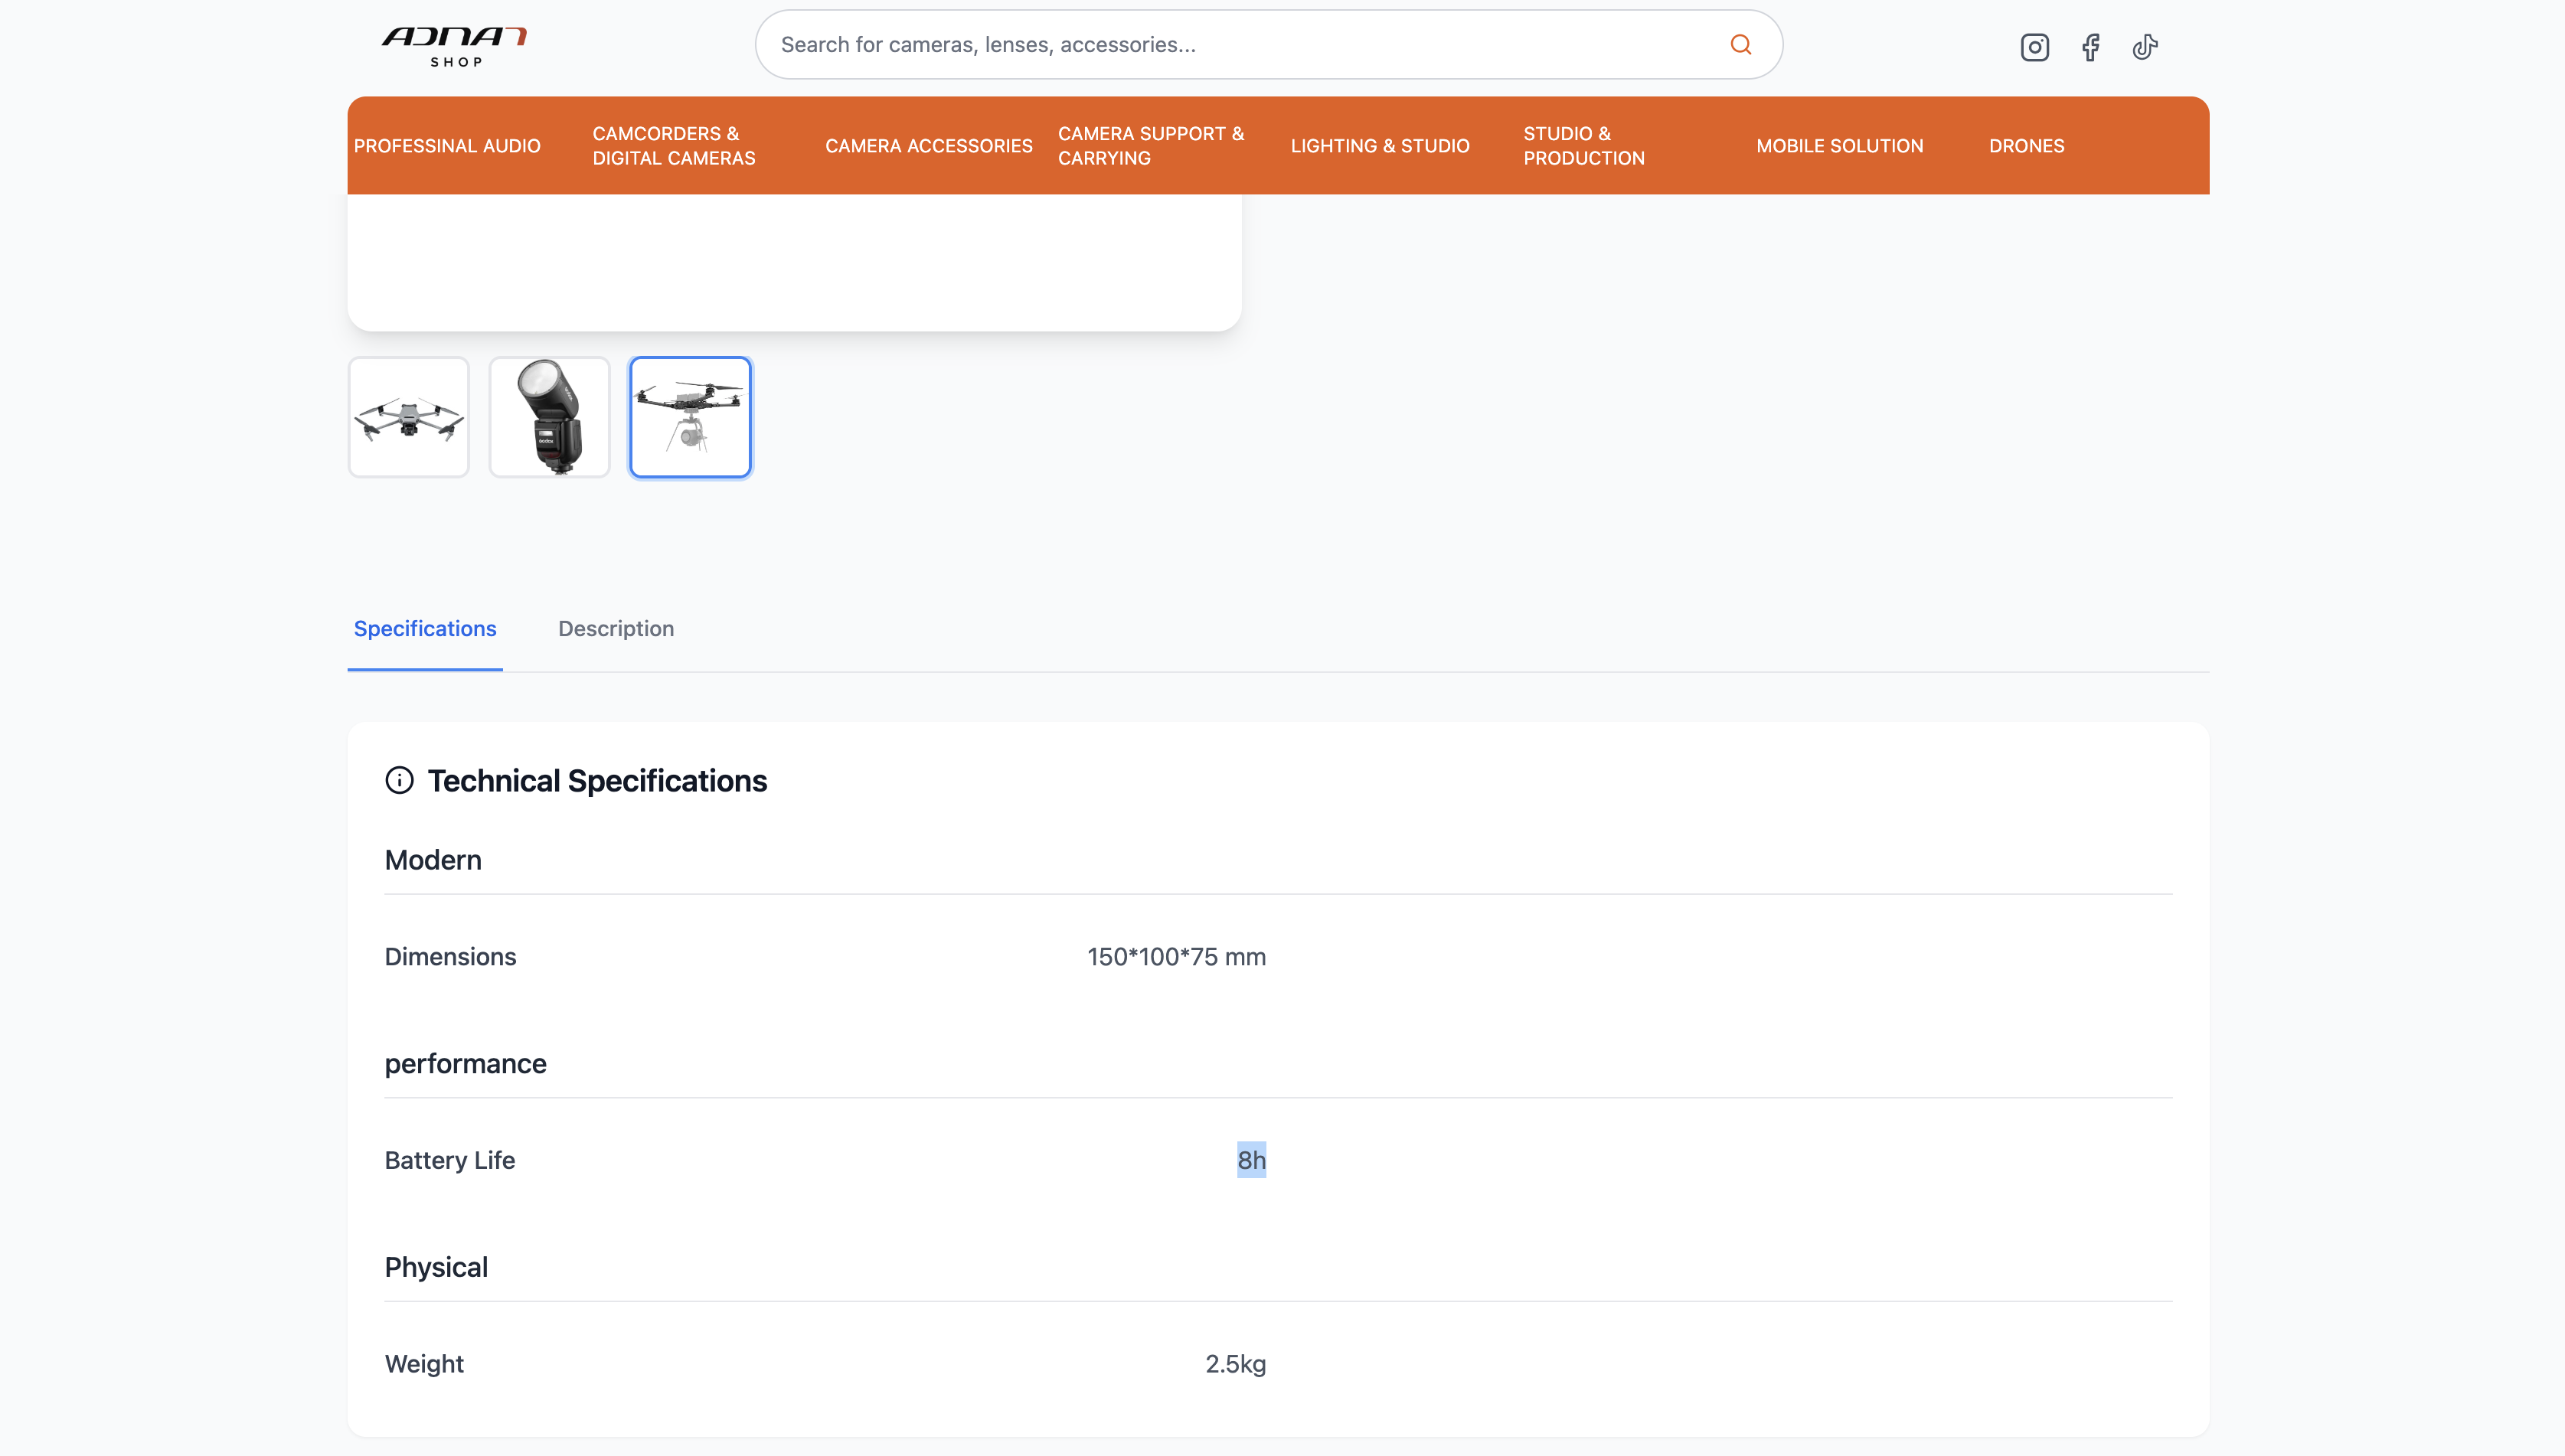 ADNAN
SHOP
Search for cameras, lenses, accessories...
PROFESSINAL AUDIO
CAMCORDERS &
DIGITAL CAMERAS
CAMERA ACCESSORIES
CAMERA SUPPORT &
CARRYING
LIGHTING & STUDIO
STUDIO &
PRODUCTION
MOBILE SOLUTION
DRONES
Specifications
Description
Technical Specifications
Modern
Dimensions
150*100*75 mm
performance
Battery Life
8h
Physical
Weight
2.5kg